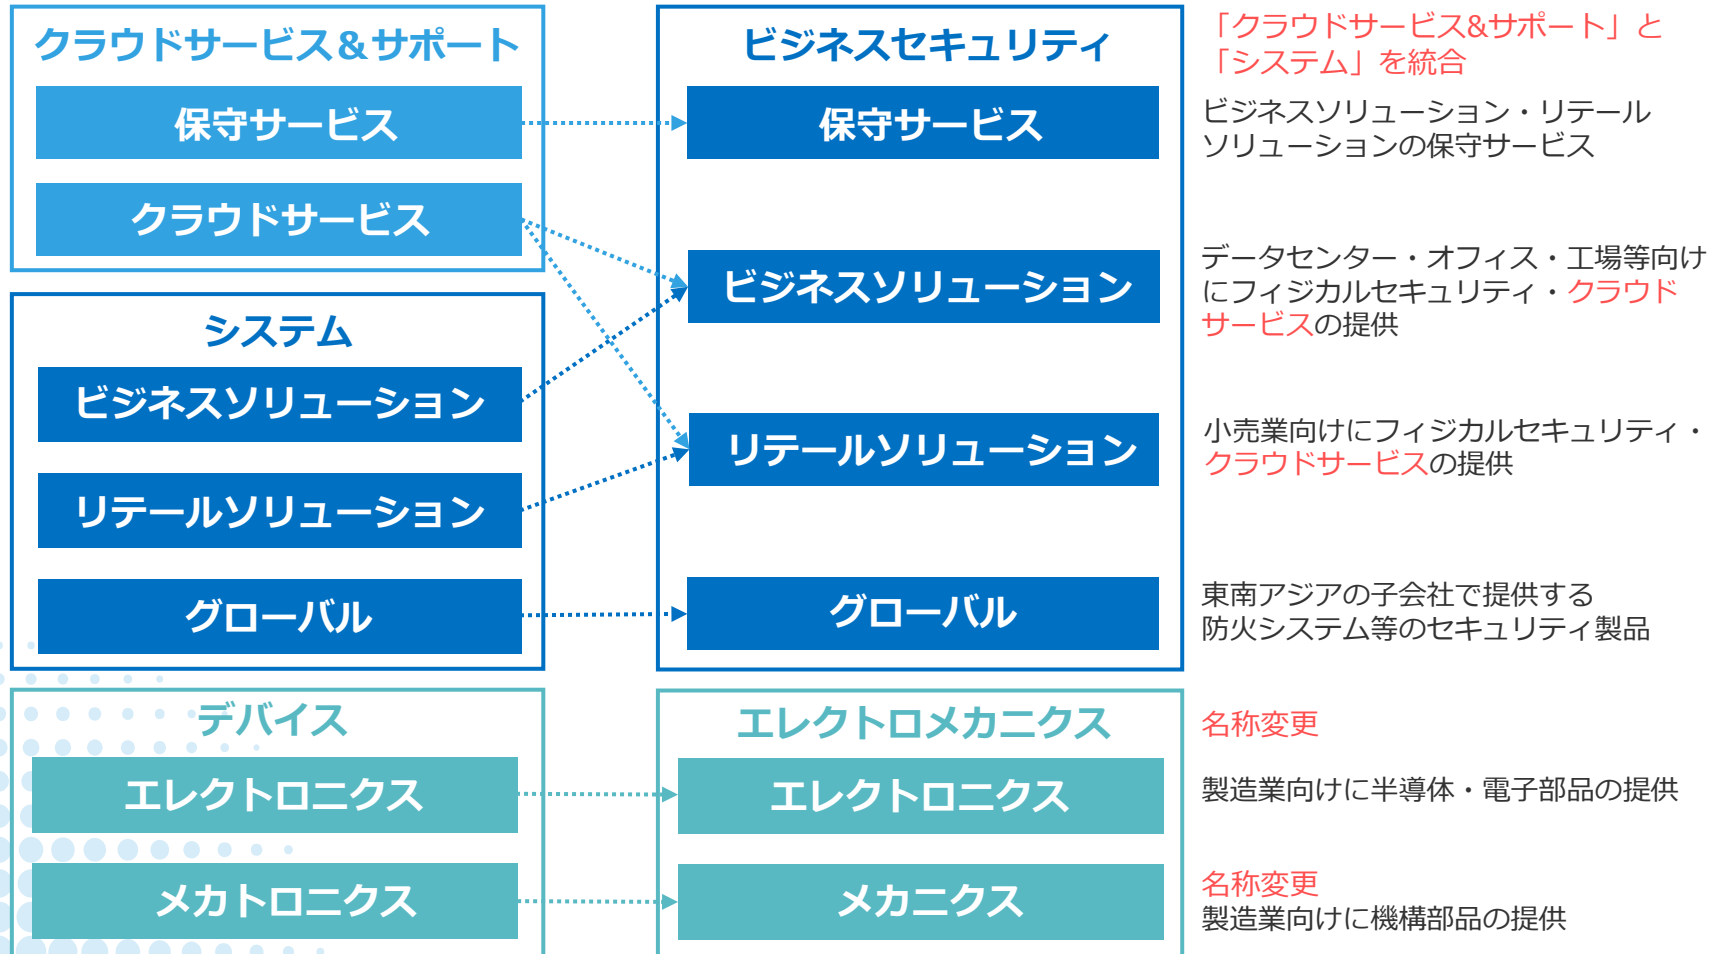 クラウドサービス&サポート
保守サービス
クラウドサービス
システム
ビジネスソリューション
リテールソリューション
グローバル
デバイス
エレクトロニクス
メカトロニクス
ビジネスセキュリティ
保守サービス
ビジネスソリューション
リテールソリューション
グローバル
エレクトロメカニクス
エレクトロニクス
メカニクス
「クラウドサービス&サポート」と
「システム」を統合
ビジネスソリューション・リテール
ソリューションの保守サービス
データセンター・オフィス・工場等向け
にフィジカルセキュリティ・クラウド
サービスの提供
小売業向けにフィジカルセキュリティ・
クラウドサービスの提供
東南アジアの子会社で提供する
防火システム等のセキュリティ製品
名称変更
製造業向けに半導体・電子部品の提供
名称変更
製造業向けに機構部品の提供